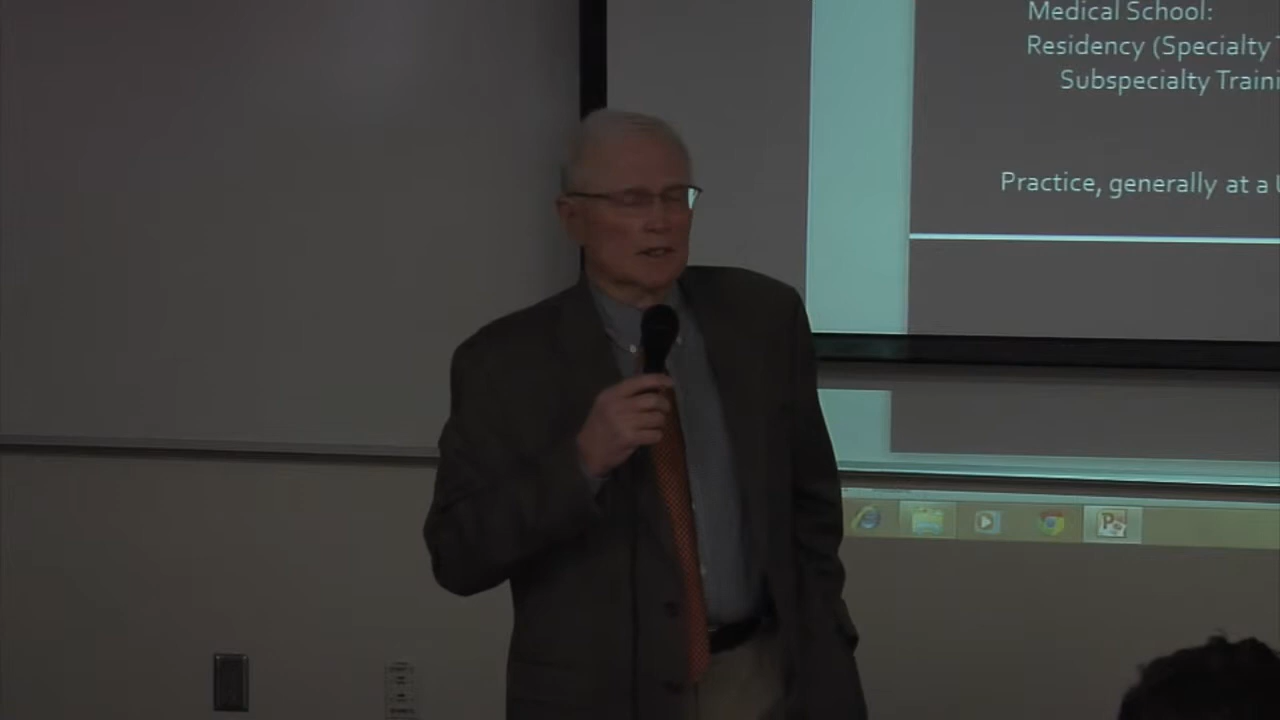 Medical School:
Residency (Specialty
Subspecialty Traini
Practice, generally at a